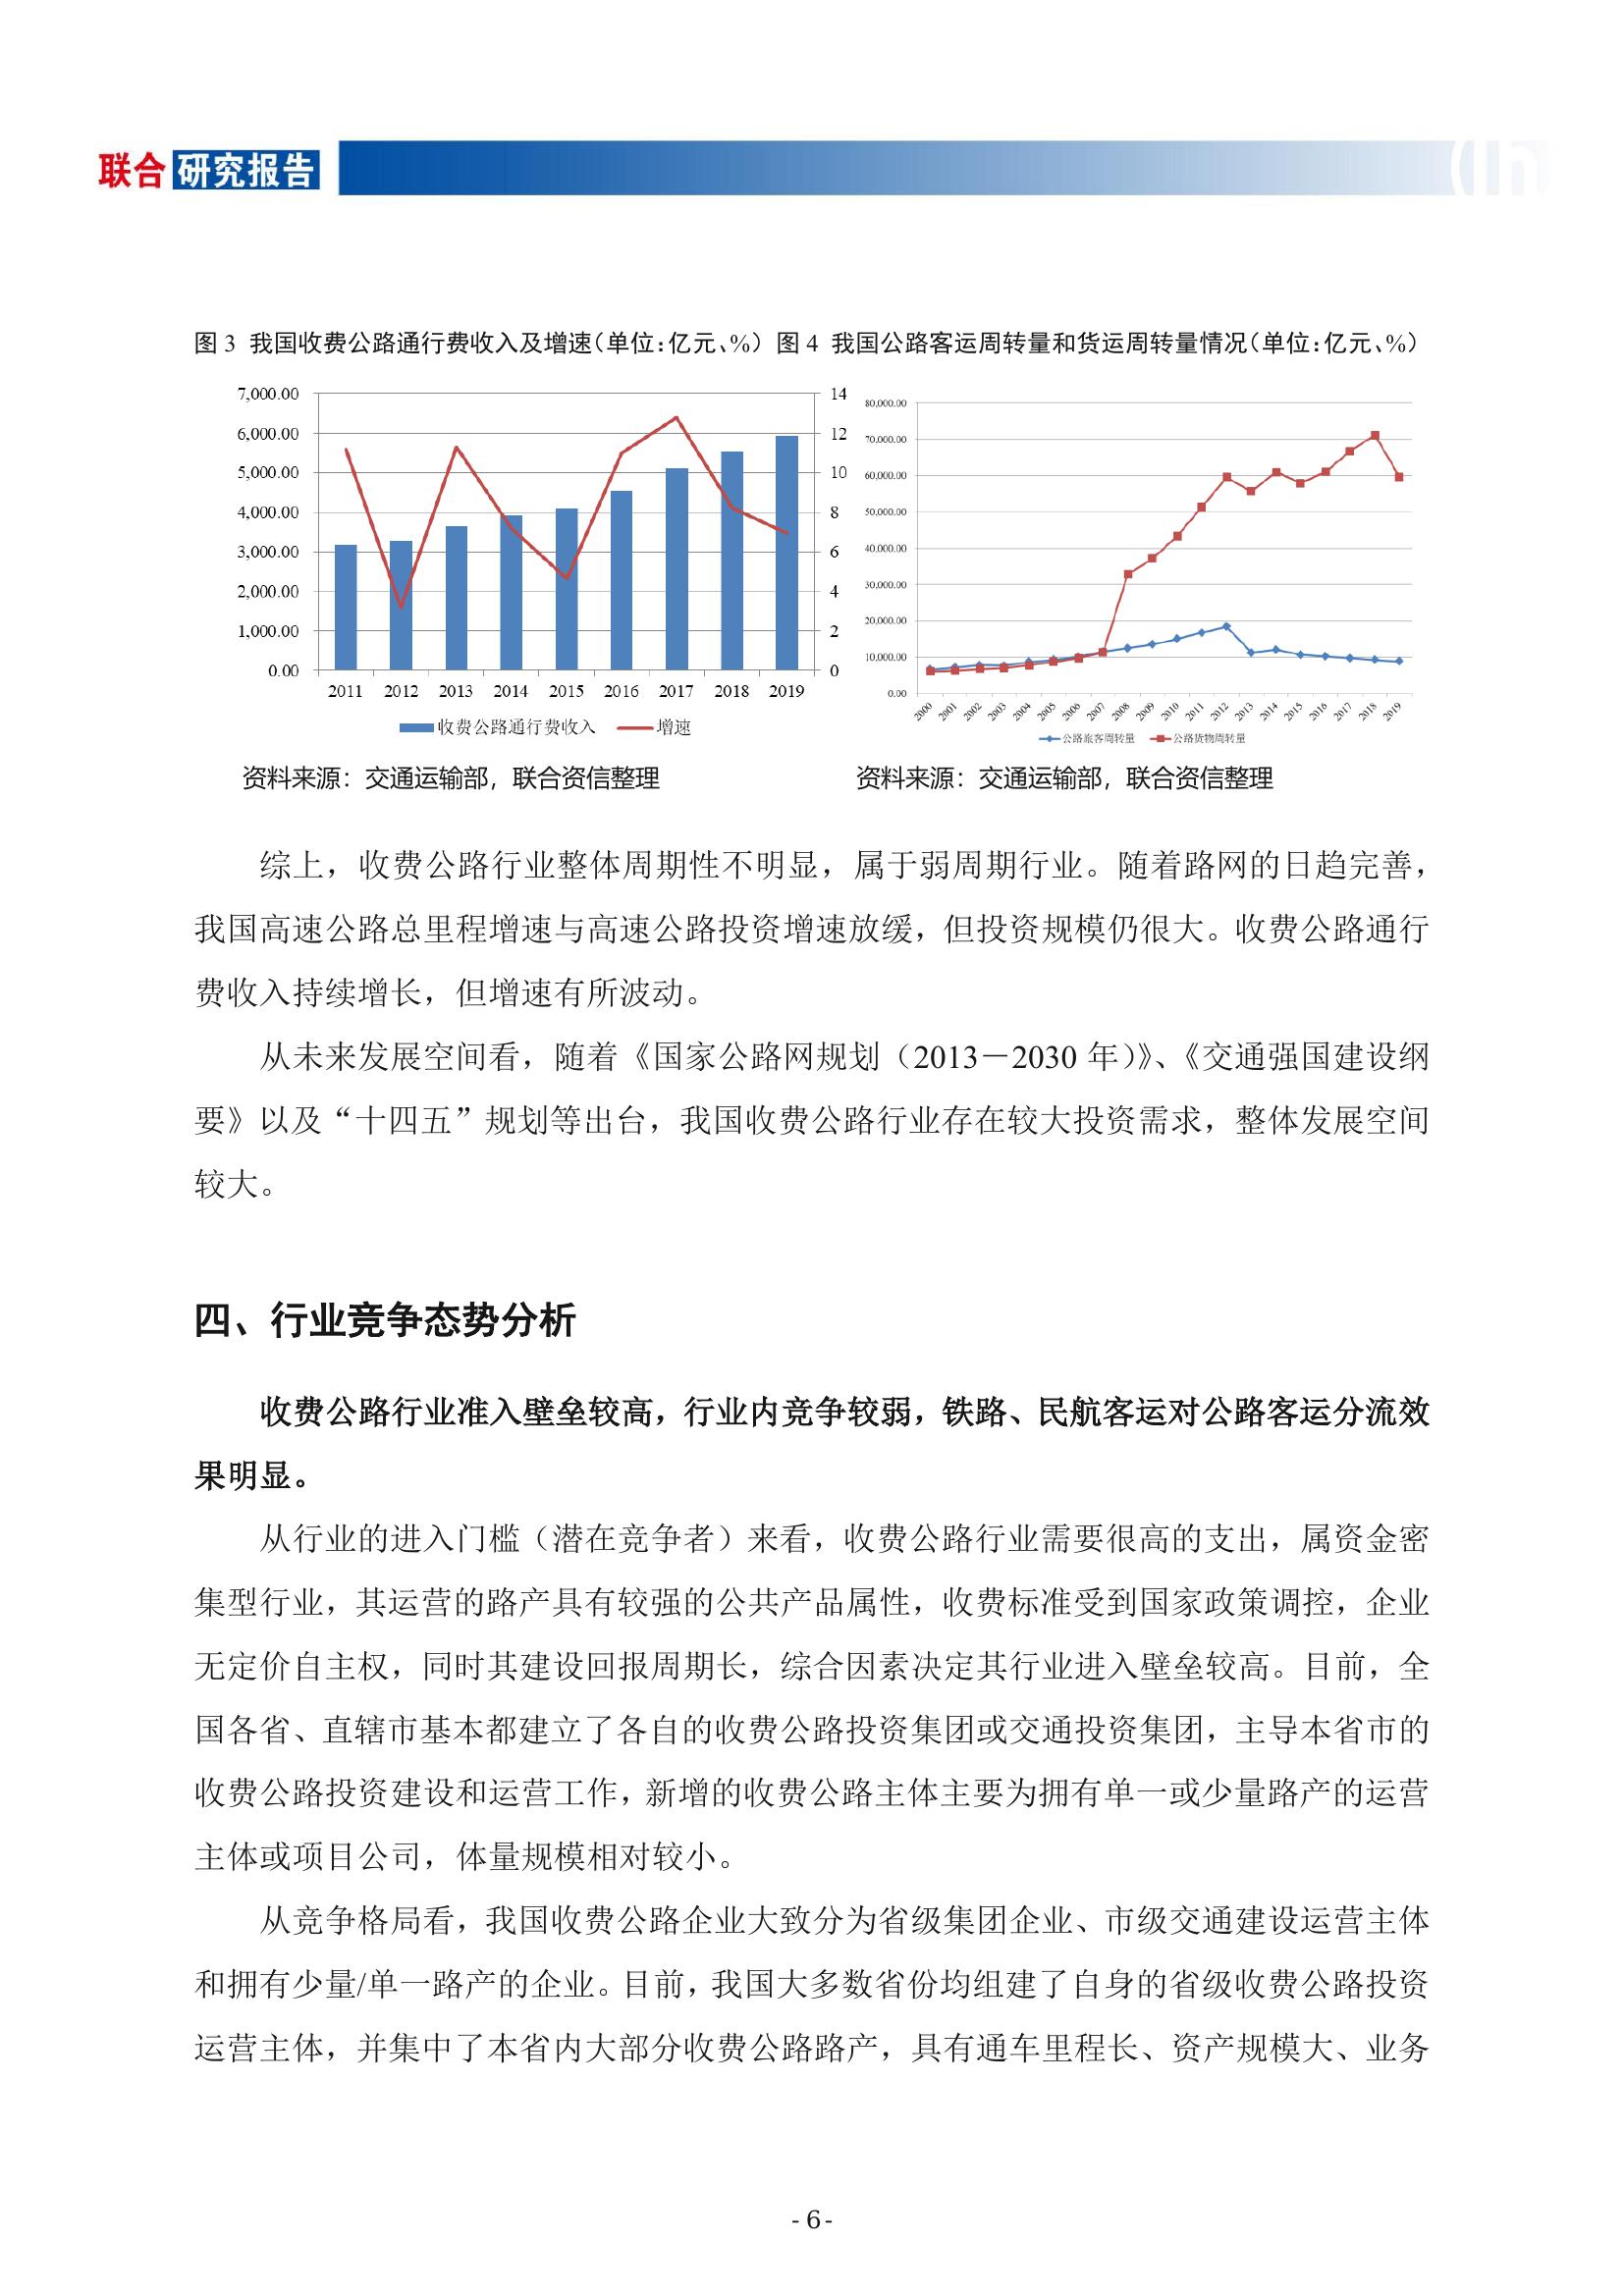 联合研究报告
图 3 我国收费公路通行费收入及增速（单位：亿元、%） 图 4 我国公路客运周转量和货运周转量情况（单位：亿元、%）
7,000.00
6,000.00
5,000.00
4,000.00
3,000.00
2,000.00
1,000.00
0.00
14
12
10
8
6
4
2
0
2011 2012 2013 2014 2015 2016 2017 2018 2019
收费公路通行费收入 增速
80,000.00
70,000.00
60,000.00
50,000.00
40,000.00
30,000.00
20,000.00
10,000.00
0.00
2000 2001 2002 2003 2004 2005 2006 2007 2008 2009 2010 2011 2012 2013 2014 2015 2016 2017 2018 2019
公路旅客周转量 公路货物周转量
资料来源：交通运输部，联合资信整理 资料来源：交通运输部，联合资信整理
综上，收费公路行业整体周期性不明显，属于弱周期行业。随着路网的日趋完善，
我国高速公路总里程增速与高速公路投资增速放缓，但投资规模仍很大。收费公路通行
费收入持续增长，但增速有所波动。
从未来发展空间看，随着《国家公路网规划（2013－2030 年）》、《交通强国建设纲
要》以及“十四五”规划等出台，我国收费公路行业存在较大投资需求，整体发展空间
较大。
四、行业竞争态势分析
收费公路行业准入壁垒较高，行业内竞争较弱，铁路、民航客运对公路客运分流效
果明显。
从行业的进入门槛（潜在竞争者）来看，收费公路行业需要很高的支出，属资金密
集型行业，其运营的路产具有较强的公共产品属性，收费标准受到国家政策调控，企业
无定价自主权，同时其建设回报周期长，综合因素决定其行业进入壁垒较高。目前，全
国各省、直辖市基本都建立了各自的收费公路投资集团或交通投资集团，主导本省市的
收费公路投资建设和运营工作，新增的收费公路主体主要为拥有单一或少量路产的运营
主体或项目公司，体量规模相对较小。
从竞争格局看，我国收费公路企业大致分为省级集团企业、市级交通建设运营主体
和拥有少量/单一路产的企业。目前，我国大多数省份均组建了自身的省级收费公路投资
运营主体，并集中了本省内大部分收费公路路产，具有通车里程长、资产规模大、业务
- 6 -